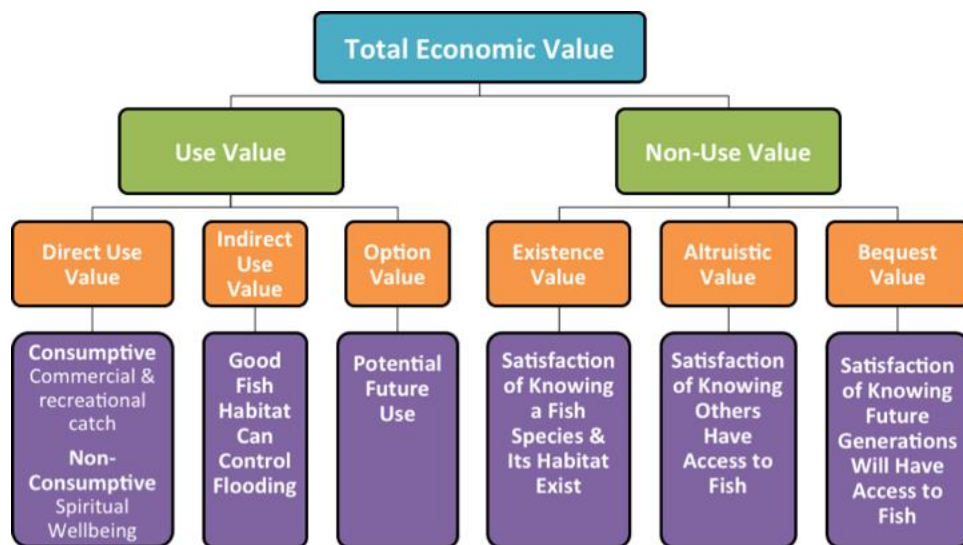 Total Economic Value
Use Value
Non-Use Value
Direct Use
Value
Indirect
Use
Value
Option
Value
Existence
Value
Altruistic
Value
Bequest
Value
Consumptive
Commercial &
recreational
catch
Non-
Consumptive
Spiritual
Wellbeing
Good
Fish
Habitat
Can
Control
Flooding
Potential
Future
Use
Satisfaction
of Knowing
a Fish
Species &
Its Habitat
Exist
Satisfaction
of Knowing
Others
Have
Access to
Fish
Satisfaction
of Knowing
Future
Generations
Will Have
Access to
Fish